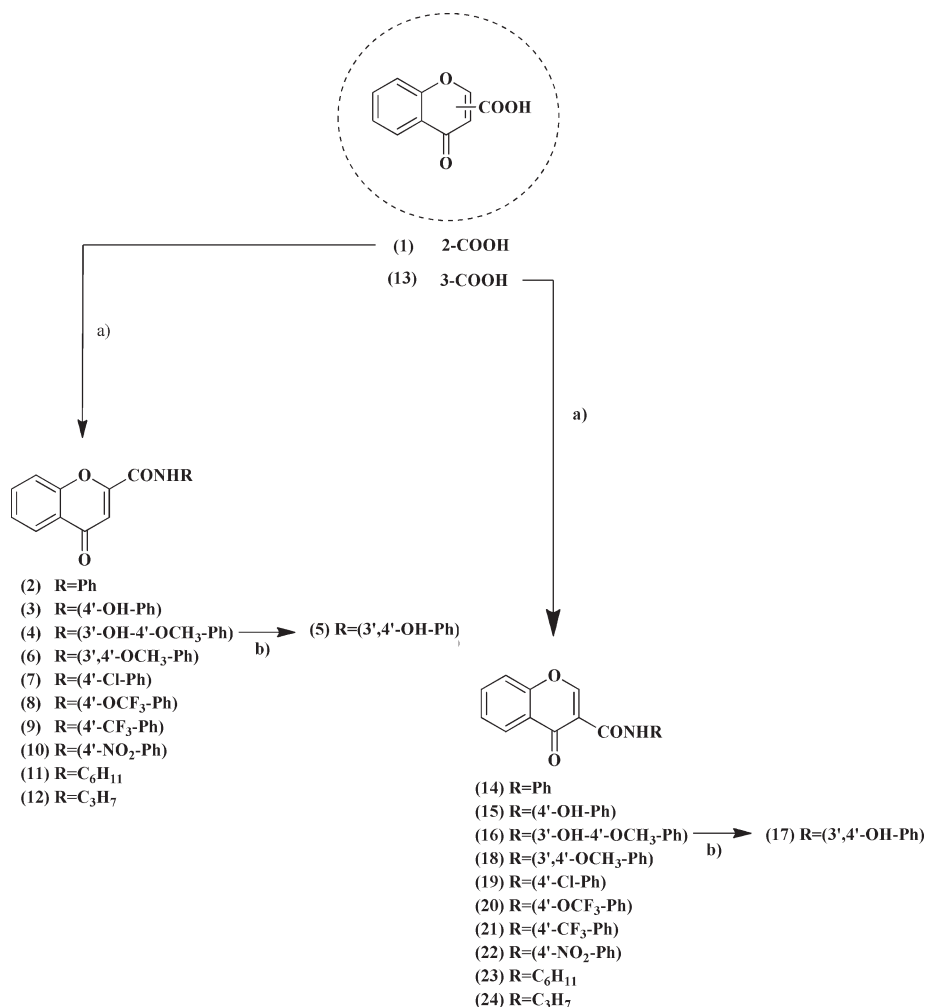 O
COOH
O
(1) 2-COOH
(13) 3-COOH
a)
a)
O
CONHR
O
(2) R=Ph
(3) R=(4'-OH-Ph)
(4) R=(3'-OH-4'-OCH3-Ph)
b)
(5) R=(3',4'-OH-Ph)
(6) R=(3',4'-OCH3-Ph)
(7) R=(4'-Cl-Ph)
(8) R=(4'-OCF3-Ph)
(9) R=(4'-CF3-Ph)
(10) R=(4'-NO2-Ph)
(11) R=C6H11
(12) R=C3H7
O
CONHR
O
(14) R=Ph
(15) R=(4'-OH-Ph)
(16) R=(3'-OH-4'-OCH3-Ph)
b)
(17) R=(3',4'-OH-Ph)
(18) R=(3',4'-OCH3-Ph)
(19) R=(4'-Cl-Ph)
(20) R=(4'-OCF3-Ph)
(21) R=(4'-CF3-Ph)
(22) R=(4'-NO2-Ph)
(23) R=C6H11
(24) R=C3H7